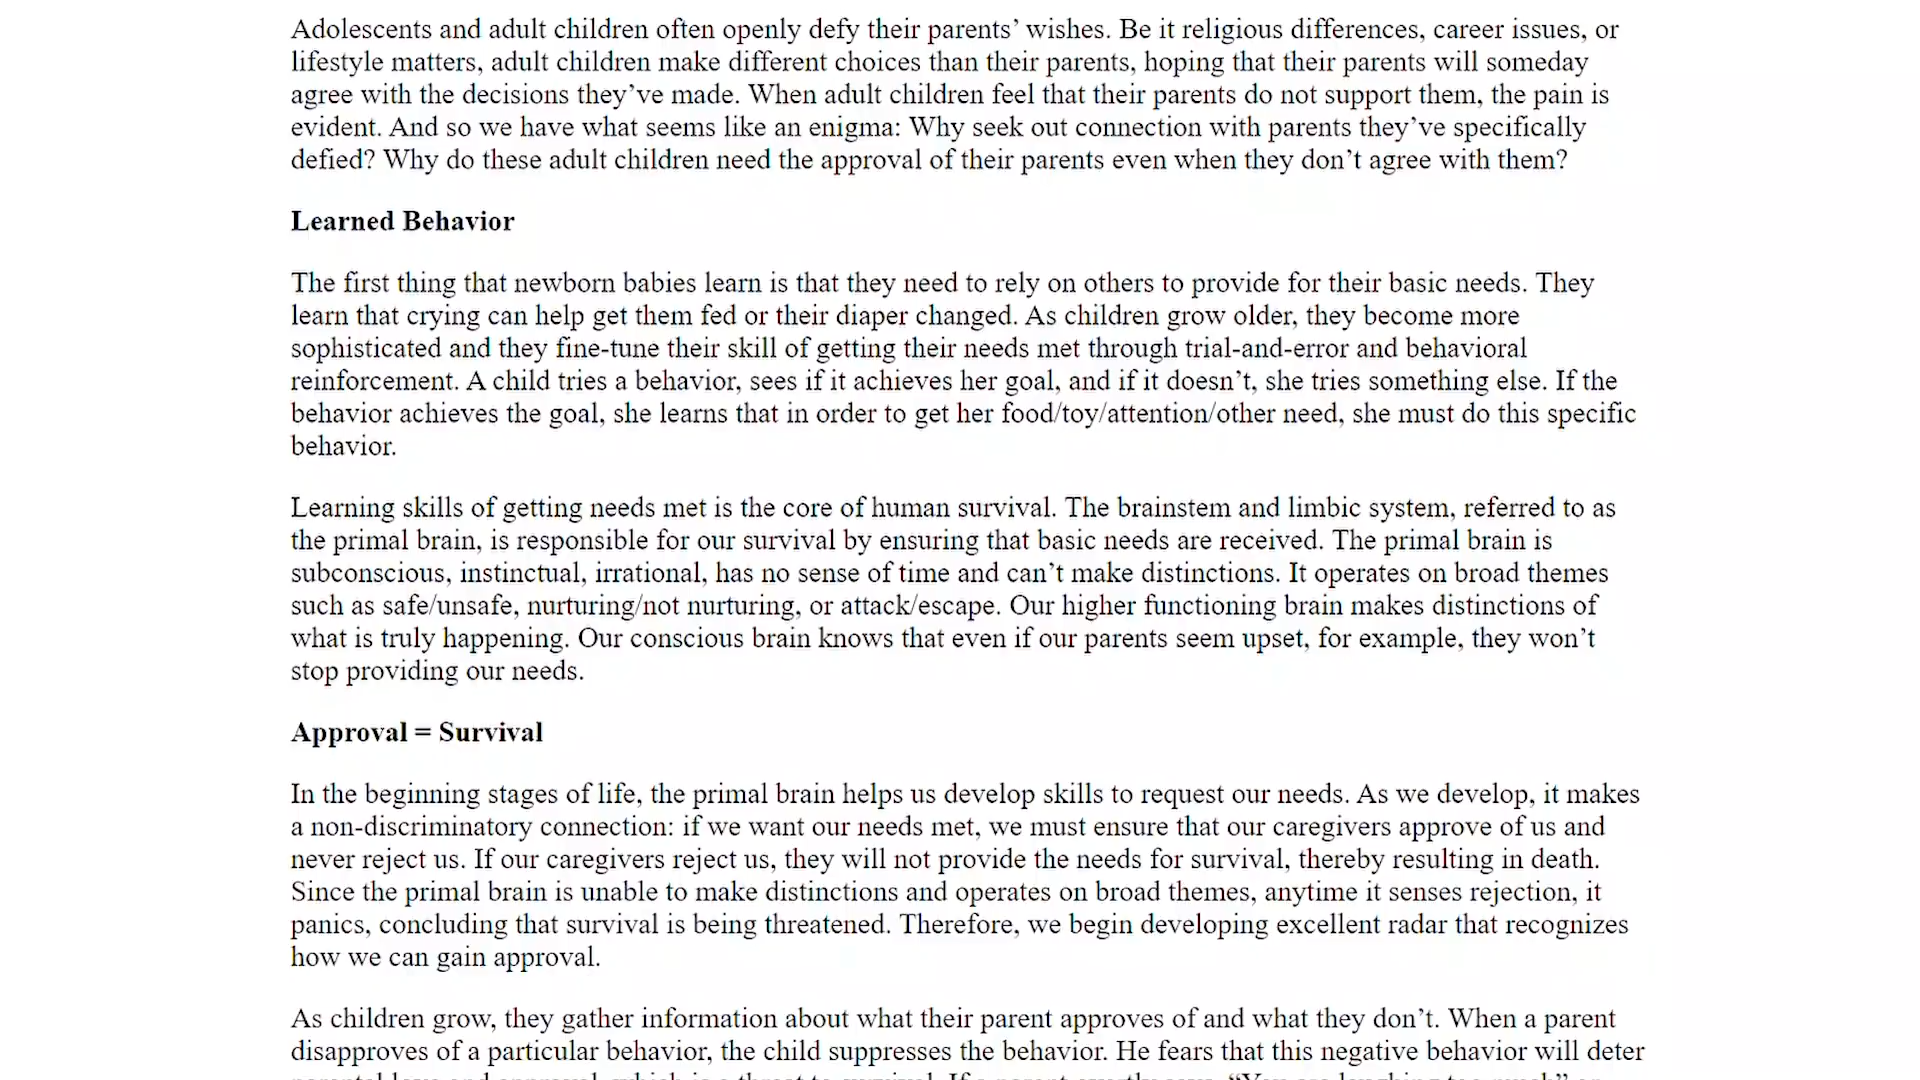 Adolescents and adult children often openly defy their parents’ wishes. Be it religious differences, career issues, or
lifestyle matters, adult children make different choices than their parents, hoping that their parents will someday
agree with the decisions they’ve made. When adult children feel that their parents do not support them, the pain is
evident. And so we have what seems like an enigma: Why seek out connection with parents they’ve specifically
defied? Why do these adult children need the approval of their parents even when they don’t agree with them?
Learned Behavior
The first thing that newborn babies learn is that they need to rely on others to provide for their basic needs. They
learn that crying can help get them fed or their diaper changed. As children grow older, they become more
sophisticated and they fine-tune their skill of getting their needs met through trial-and-error and behavioral
reinforcement. A child tries a behavior, sees if it achieves her goal, and if it doesn’t, she tries something else. If the
behavior achieves the goal, she learns that in order to get her food/toy/attention/other need, she must do this specific
behavior.
Learning skills of getting needs met is the core of human survival. The brainstem and limbic system, referred to as
the primal brain, is responsible for our survival by ensuring that basic needs are received. The primal brain is
subconscious, instinctual, irrational, has no sense of time and can’t make distinctions. It operates on broad themes
such as safe/unsafe, nurturing/not nurturing, or attack/escape. Our higher functioning brain makes distinctions of
what is truly happening. Our conscious brain knows that even if our parents seem upset, for example, they won’t
stop providing our needs.
Approval = Survival
In the beginning stages of life, the primal brain helps us develop skills to request our needs. As we develop, it makes
a non-discriminatory connection: if we want our needs met, we must ensure that our caregivers approve of us and
never reject us. If our caregivers reject us, they will not provide the needs for survival, thereby resulting in death.
Since the primal brain is unable to make distinctions and operates on broad themes, anytime it senses rejection, it
panics, concluding that survival is being threatened. Therefore, we begin developing excellent radar that recognizes
how we can gain approval.
As children grow, they gather information about what their parent approves of and what they don’t. When a parent
disapproves of a particular behavior, the child suppresses the behavior. He fears that this negative behavior will deter